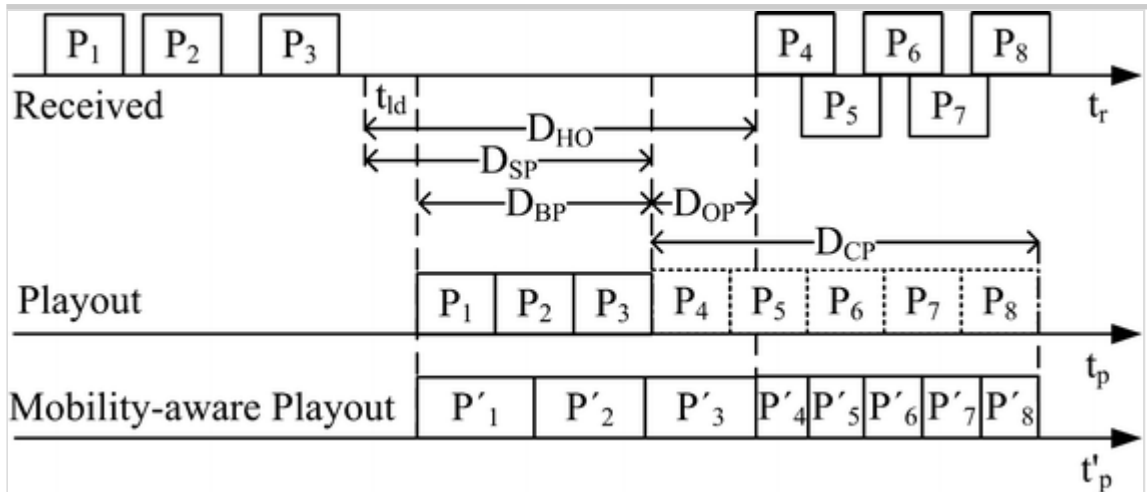 P1 P2 P3 P4 P6 P8
Received tld P5 P7 tr
DHO
DSP
DBP DOP
DCP
Playout P1 P2 P3 P4 P5 P6 P7 P8
tp
Mobility-aware Playout P´1 P´2 P´3 P´4 P´5 P´6 P´7 P´8
t'p